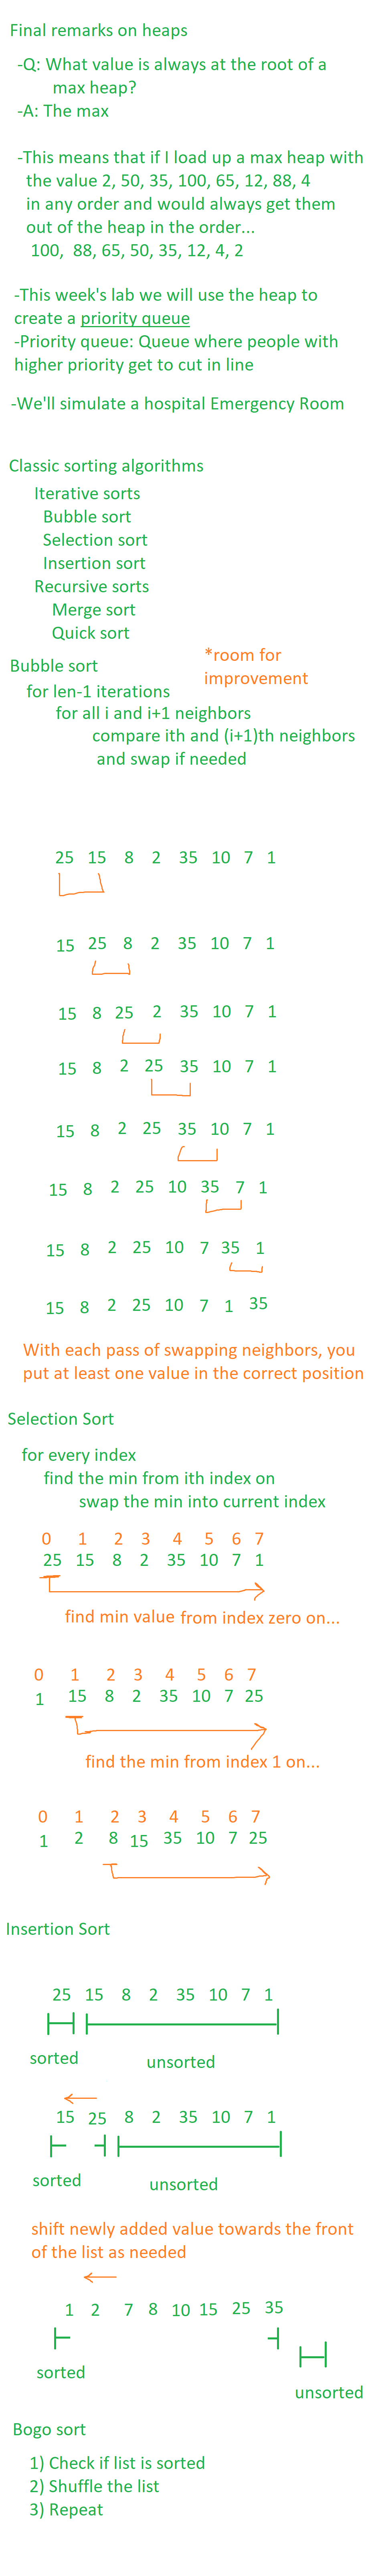 Final remarks on heaps
-Q: What value is always at the root of a
max heap?
-A: The max
-This means that if I load up a max heap with
the value 2, 50, 35, 100, 65, 12, 88, 4
in any order and would always get them
out of the heap in the order...
100, 88, 65, 50, 35, 12, 4, 2
-This week's lab we will use the heap to
create a priority queue
-Priority queue: Queue where people with
higher priority get to cut in line
-We'll simulate a hospital Emergency Room
Classic sorting algorithms
Iterative sorts
Bubble sort
Selection sort
Insertion sort
Recursive sorts
Merge sort
Quick sort
*room for
improvement
Bubble sort
for len-1 iterations
for all i and i+1 neighbors
compare ith and (i+1)th neighbors
and swap if needed
25 15 8 2 35 10 7 1
15 25 8 2 35 10 7 1
15 8 25 2 35 10 7 1
15 8 2 25 35 10 7 1
15 8 2 25 35 10 7 1
15 8 2 25 10 35 7 1
15 8 2 25 10 7 35 1
15 8 2 25 10 7 1 35
With each pass of swapping neighbors, you
put at least one value in the correct position
Selection Sort
for every index
find the min from ith index on
swap the min into current index
0 1 2 3 4 5 6 7
25 15 8 2 35 10 7 1
find min value from index zero on...
0 1 2 3 4 5 6 7
1 15 8 2 35 10 7 25
find the min from index 1 on...
0 1 2 3 4 5 6 7
1 2 8 15 35 10 7 25
Insertion Sort
25 15 8 2 35 10 7 1
sorted unsorted
15 25 8 2 35 10 7 1
sorted unsorted
shift newly added value towards the front
of the list as needed
1 2 7 8 10 15 25 35
sorted
unsorted
Bogo sort
1) Check if list is sorted
2) Shuffle the list
3) Repeat